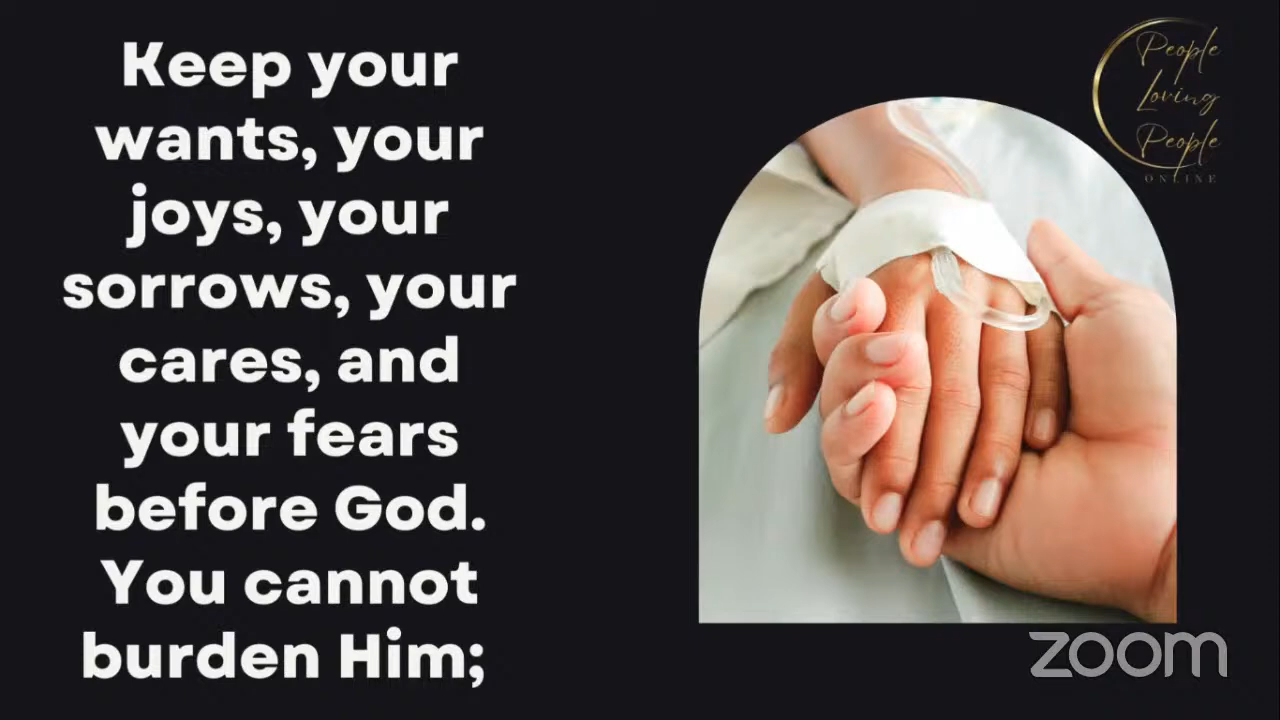 Keep your
wants, your
joys, your
sorrows, your
cares, and
your fears
before God.
You cannot
burden Him;
People
Loving
People
ONLINE
zoom